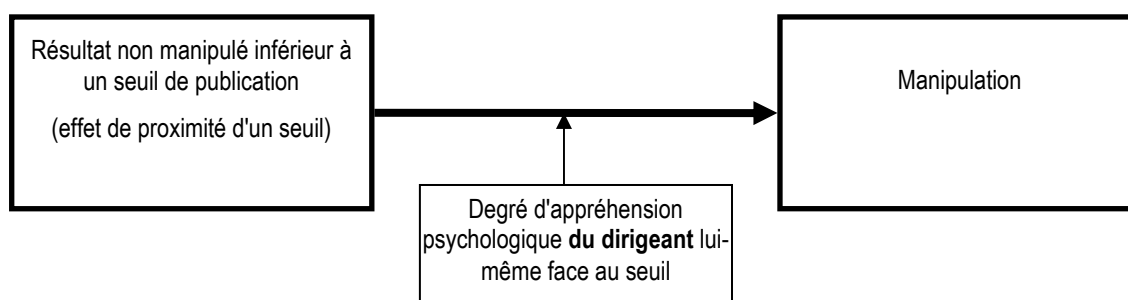 Résultat non manipulé inférieur à
un seuil de publication
(effet de proximité d'un seuil)
Manipulation
Degré d'appréhension
psychologique du dirigeant lui-
même face au seuil